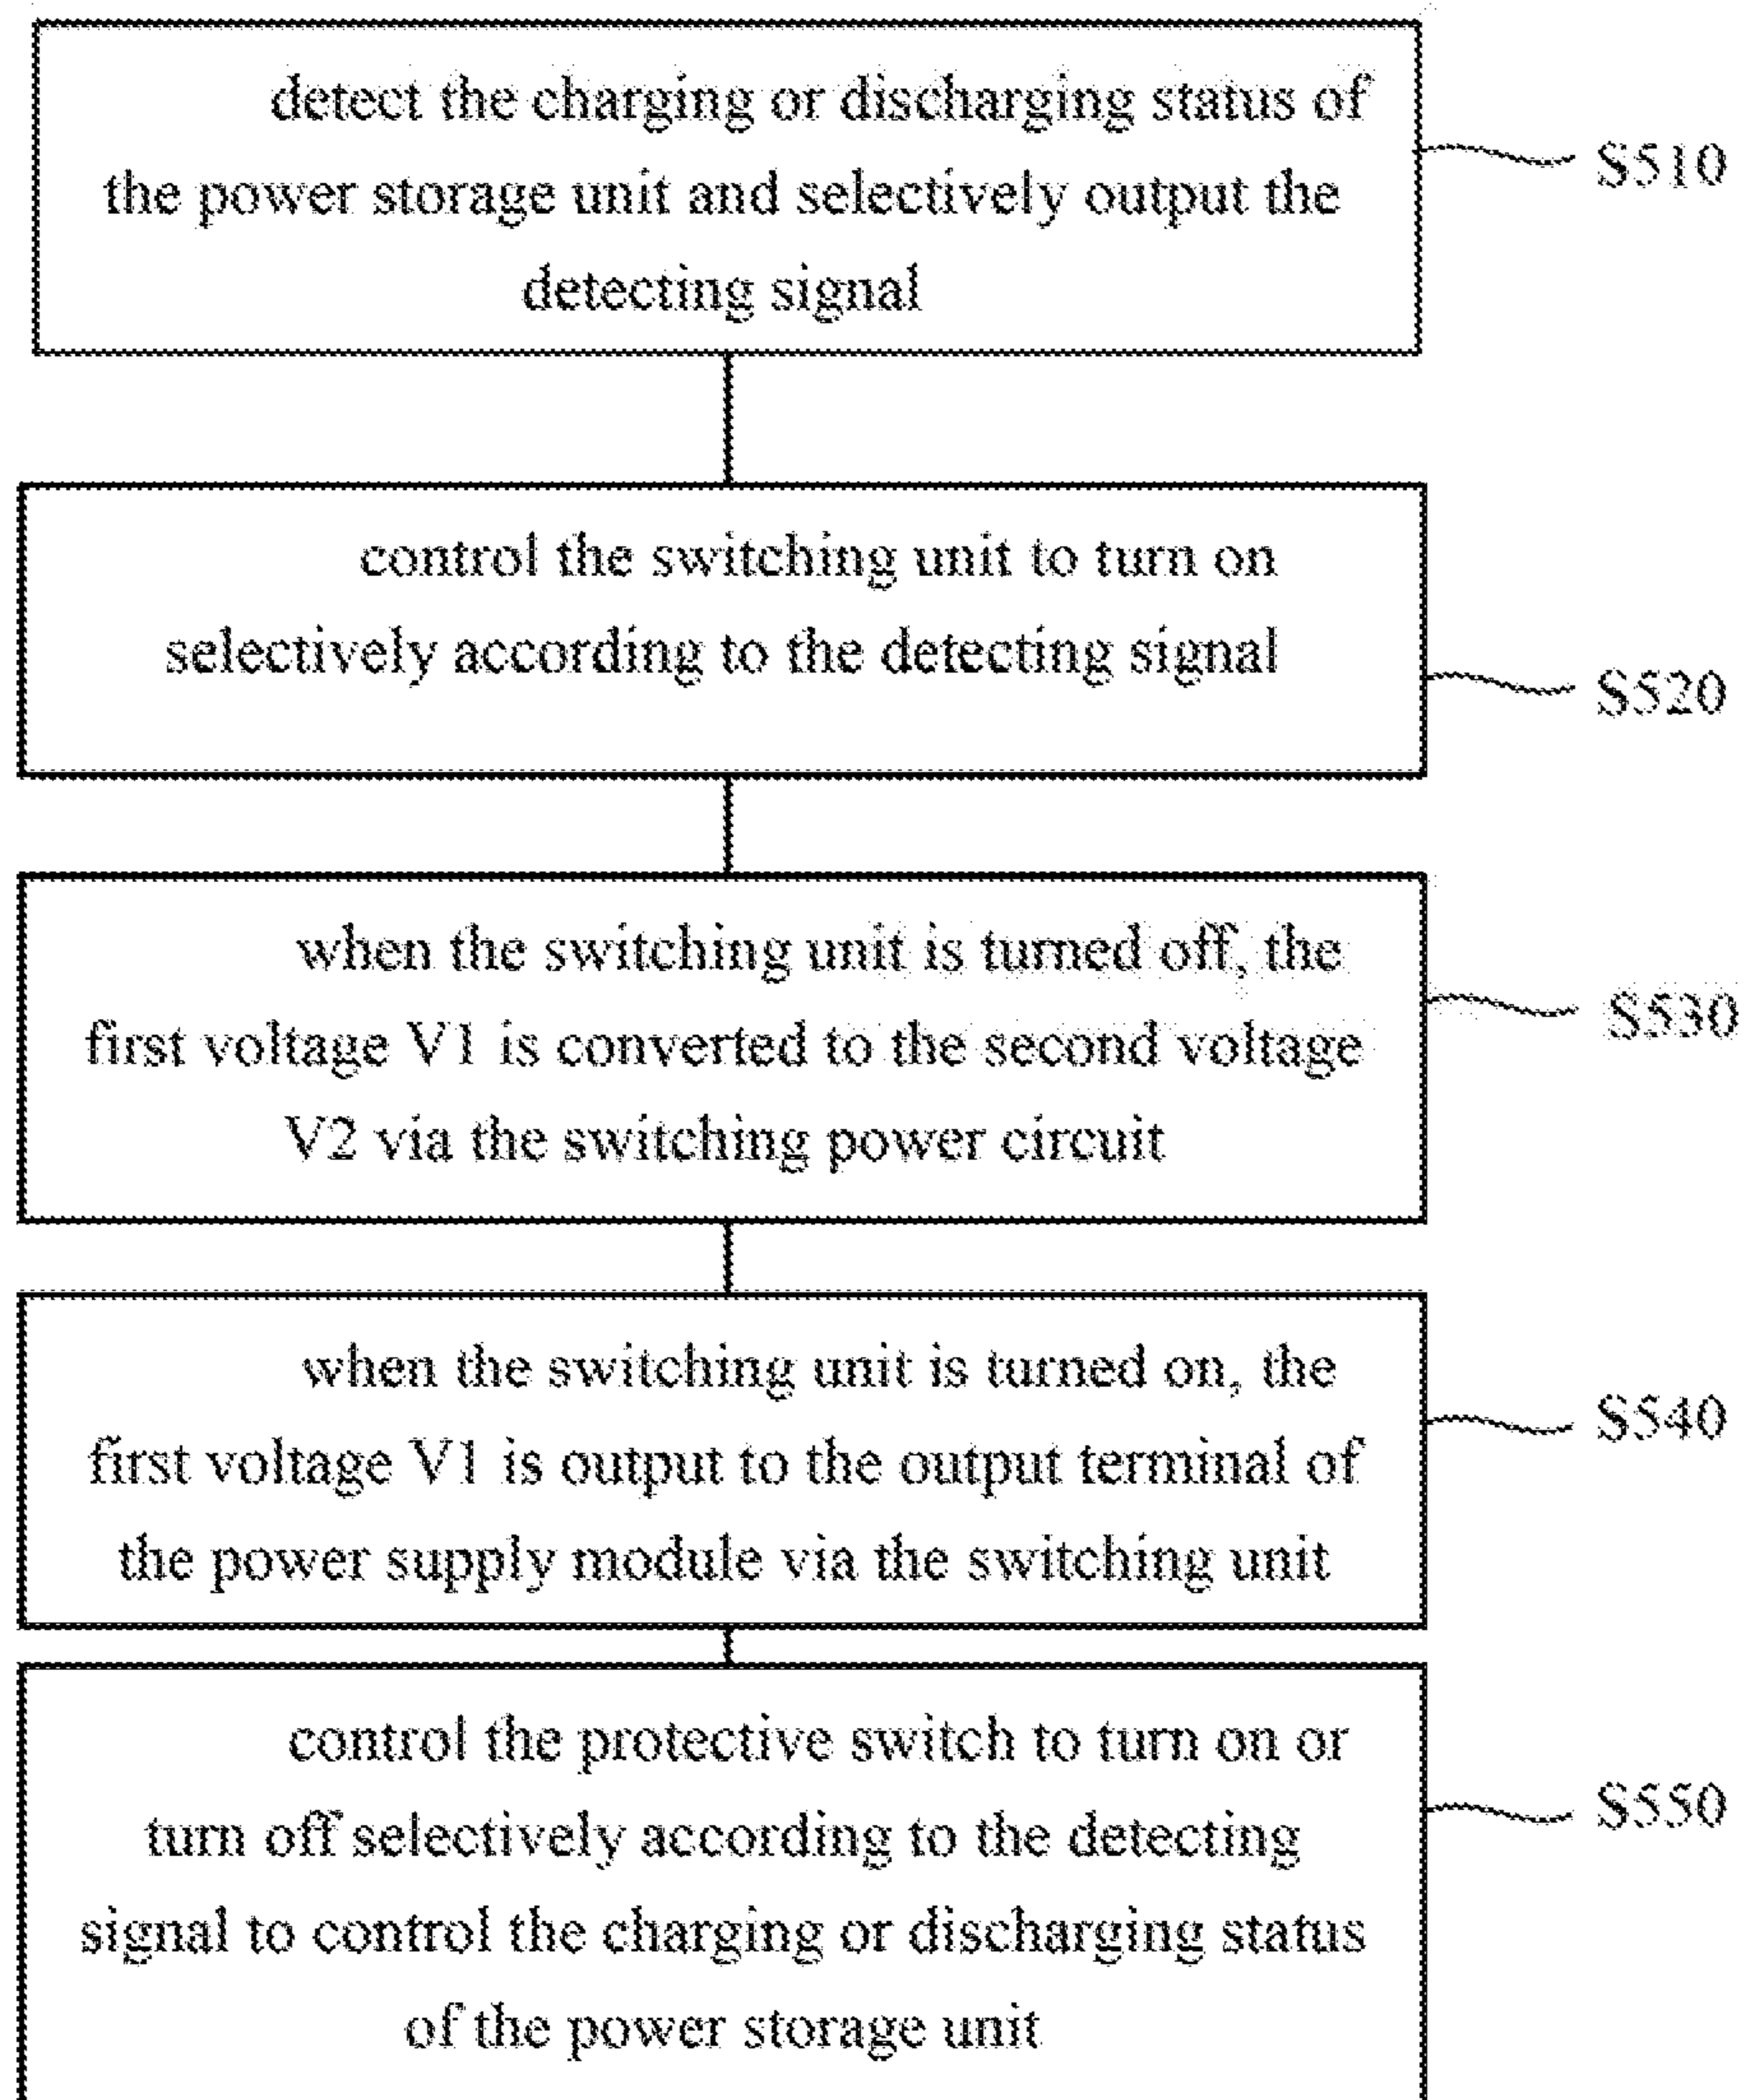 detect the charging or discharging status of
the power storage unit and selectively output the
detecting signal
S510
control the switching unit to turn on
selectively according to the detecting signal
S520
when the switching unit is turned off, the
first voltage V1 is converted to the second voltage
V2 via the switching power circuit
S530
when the switching unit is turned on, the
first voltage V1 is output to the output terminal of
the power supply module via the switching unit
S540
control the protective switch to turn on or
turn off selectively according to the detecting
signal to control the charging or discharging status
of the power storage unit
S550